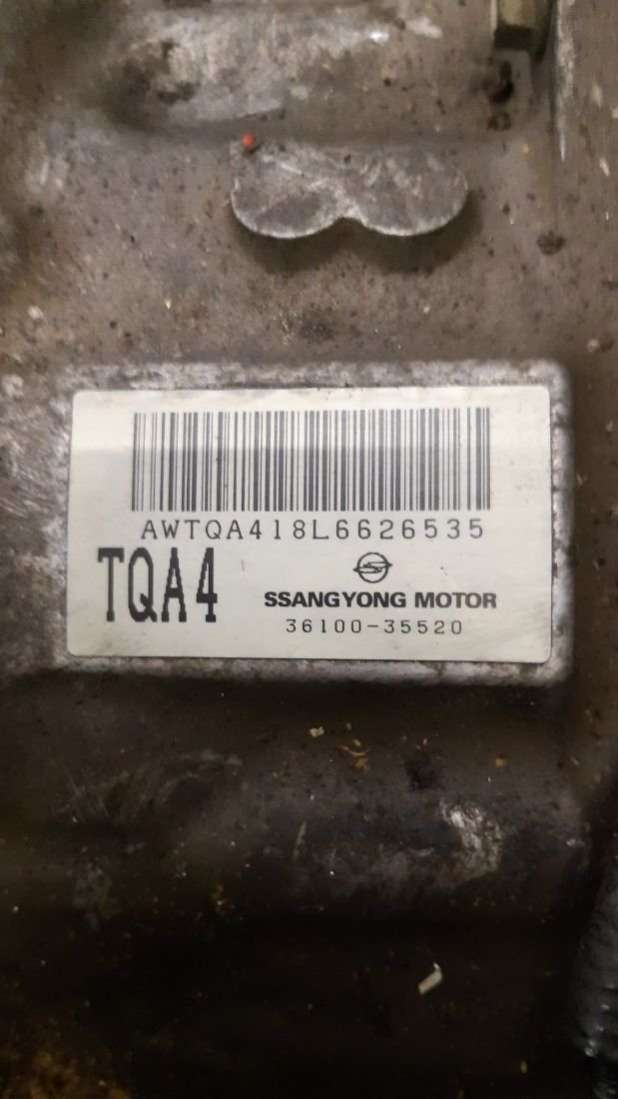 AWTQA418L6626535
TQA4
SSANGYONG MOTOR
36100-35520